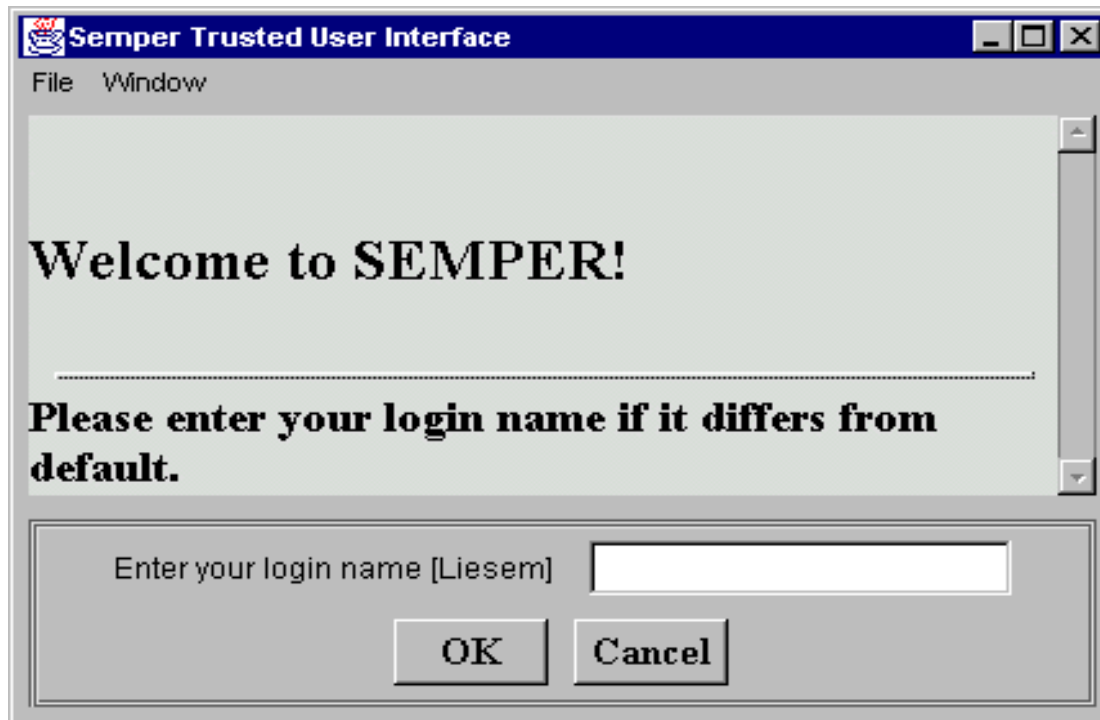 Semper Trusted User Interface
File Window
Welcome to SEMPER!
Please enter your login name if it differs from
default.
Enter your login name [Liesem]
OK Cancel